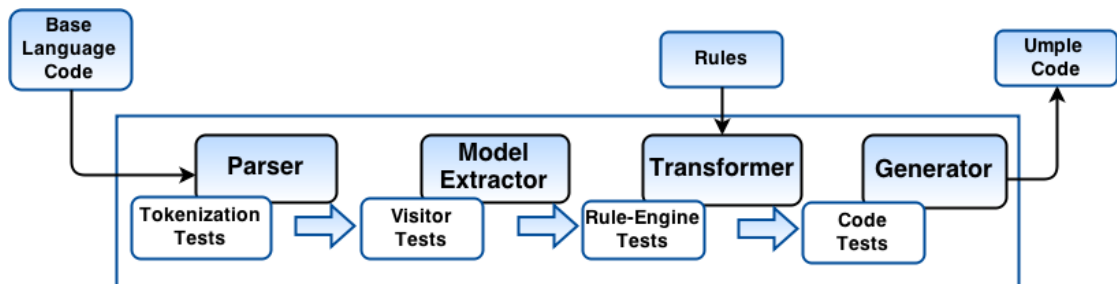 Base
Language
Code
Rules
Umple
Code
Parser
Model
Extractor
Transformer
Generator
Tokenization
Tests
Visitor
Tests
Rule-Engine
Tests
Code
Tests